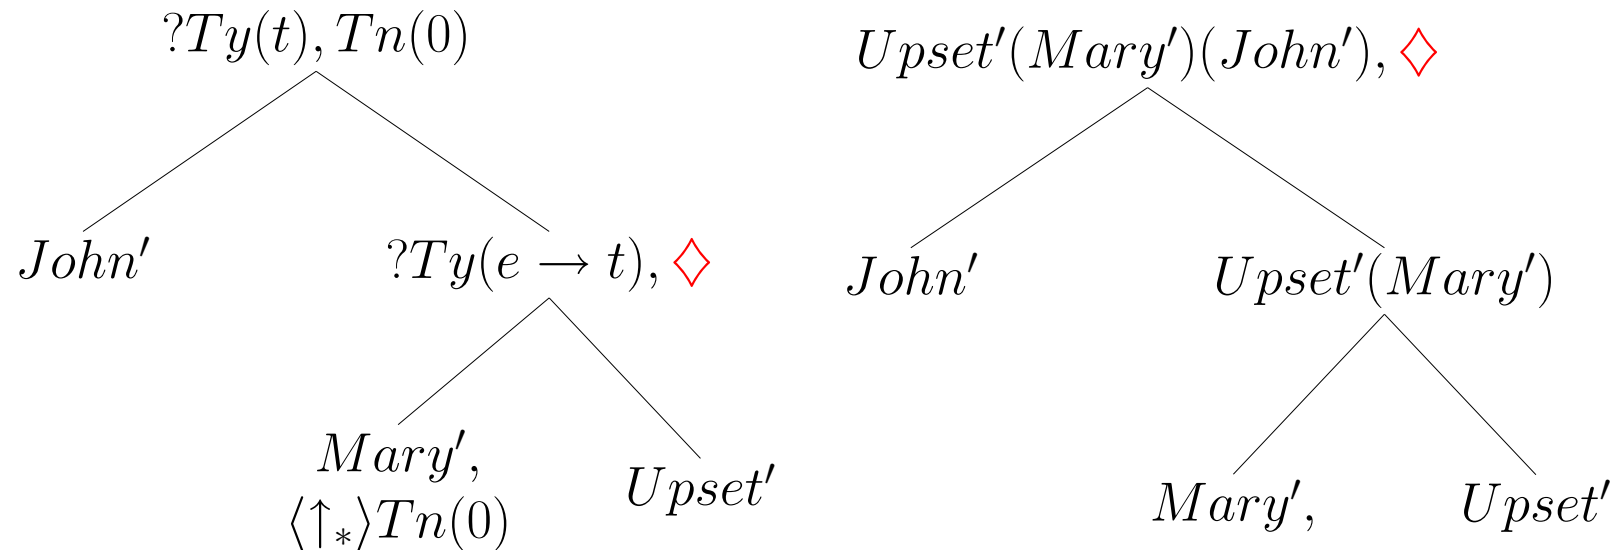 ?Ty(t), Tn(0)
John′
?Ty(e → t), ♢
Mary′,
⟨↑∗⟩Tn(0)
Upset′
Upset′(Mary′)(John′), ♢
John′
Upset′(Mary′)
Mary′,
Upset′